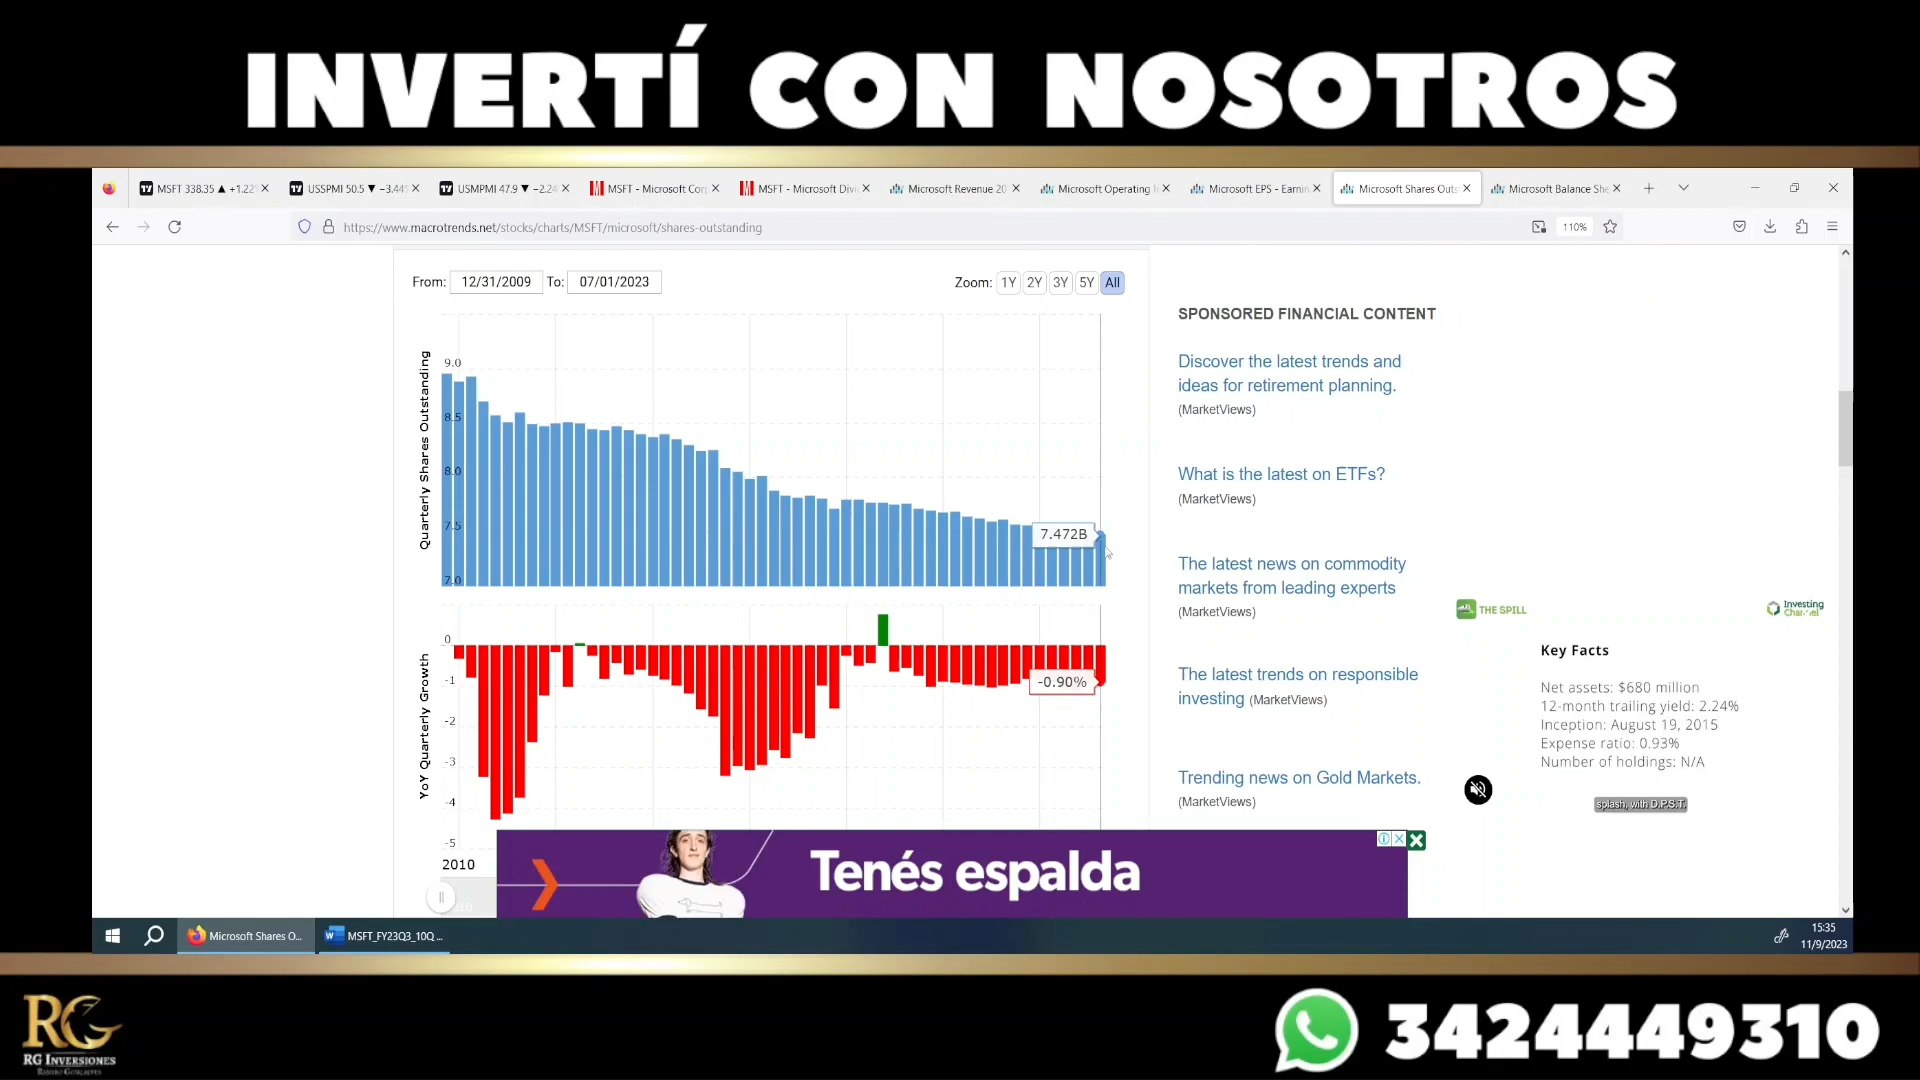 INVERTÍ CON NOSOTROS
MSFT 338.35 ▲ +1.22
USSPMI 50.5 ▼ −3.44
USMPMI 47.9 ▼ −2.24
MSFT - Microsoft Corp
MSFT - Microsoft Divi
Microsoft Revenue 20
Microsoft Operating I
Microsoft EPS - Earnin
Microsoft Shares Outs
Microsoft Balance She
https://www.macrotrends.net/stocks/charts/MSFT/microsoft/shares-outstanding
110%
From: 12/31/2009 To: 07/01/2023
Zoom: 1Y 2Y 3Y 5Y All
Quarterly Shares Outstanding
9.0
8.5
8.0
7.5
7.0
7.472B
YoY Quarterly Growth
0
-1
-2
-3
-4
-5
-0.90%
2010
SPONSORED FINANCIAL CONTENT
Discover the latest trends and
ideas for retirement planning.
(MarketViews)
What is the latest on ETFs?
(MarketViews)
The latest news on commodity
markets from leading experts
(MarketViews)
The latest trends on responsible
investing (MarketViews)
Trending news on Gold Markets.
(MarketViews)
THE SPILL
Investing
Channel
Key Facts
Net assets: $680 million
12-month trailing yield: 2.24%
Inception: August 19, 2015
Expense ratio: 0.93%
Number of holdings: N/A
splash, with D.P.S.T.
Tenés espalda
Microsoft Shares O...
MSFT_FY23Q3_10Q ...
15:35
11/9/2023
RG
RG INVERSIONES
3424449310